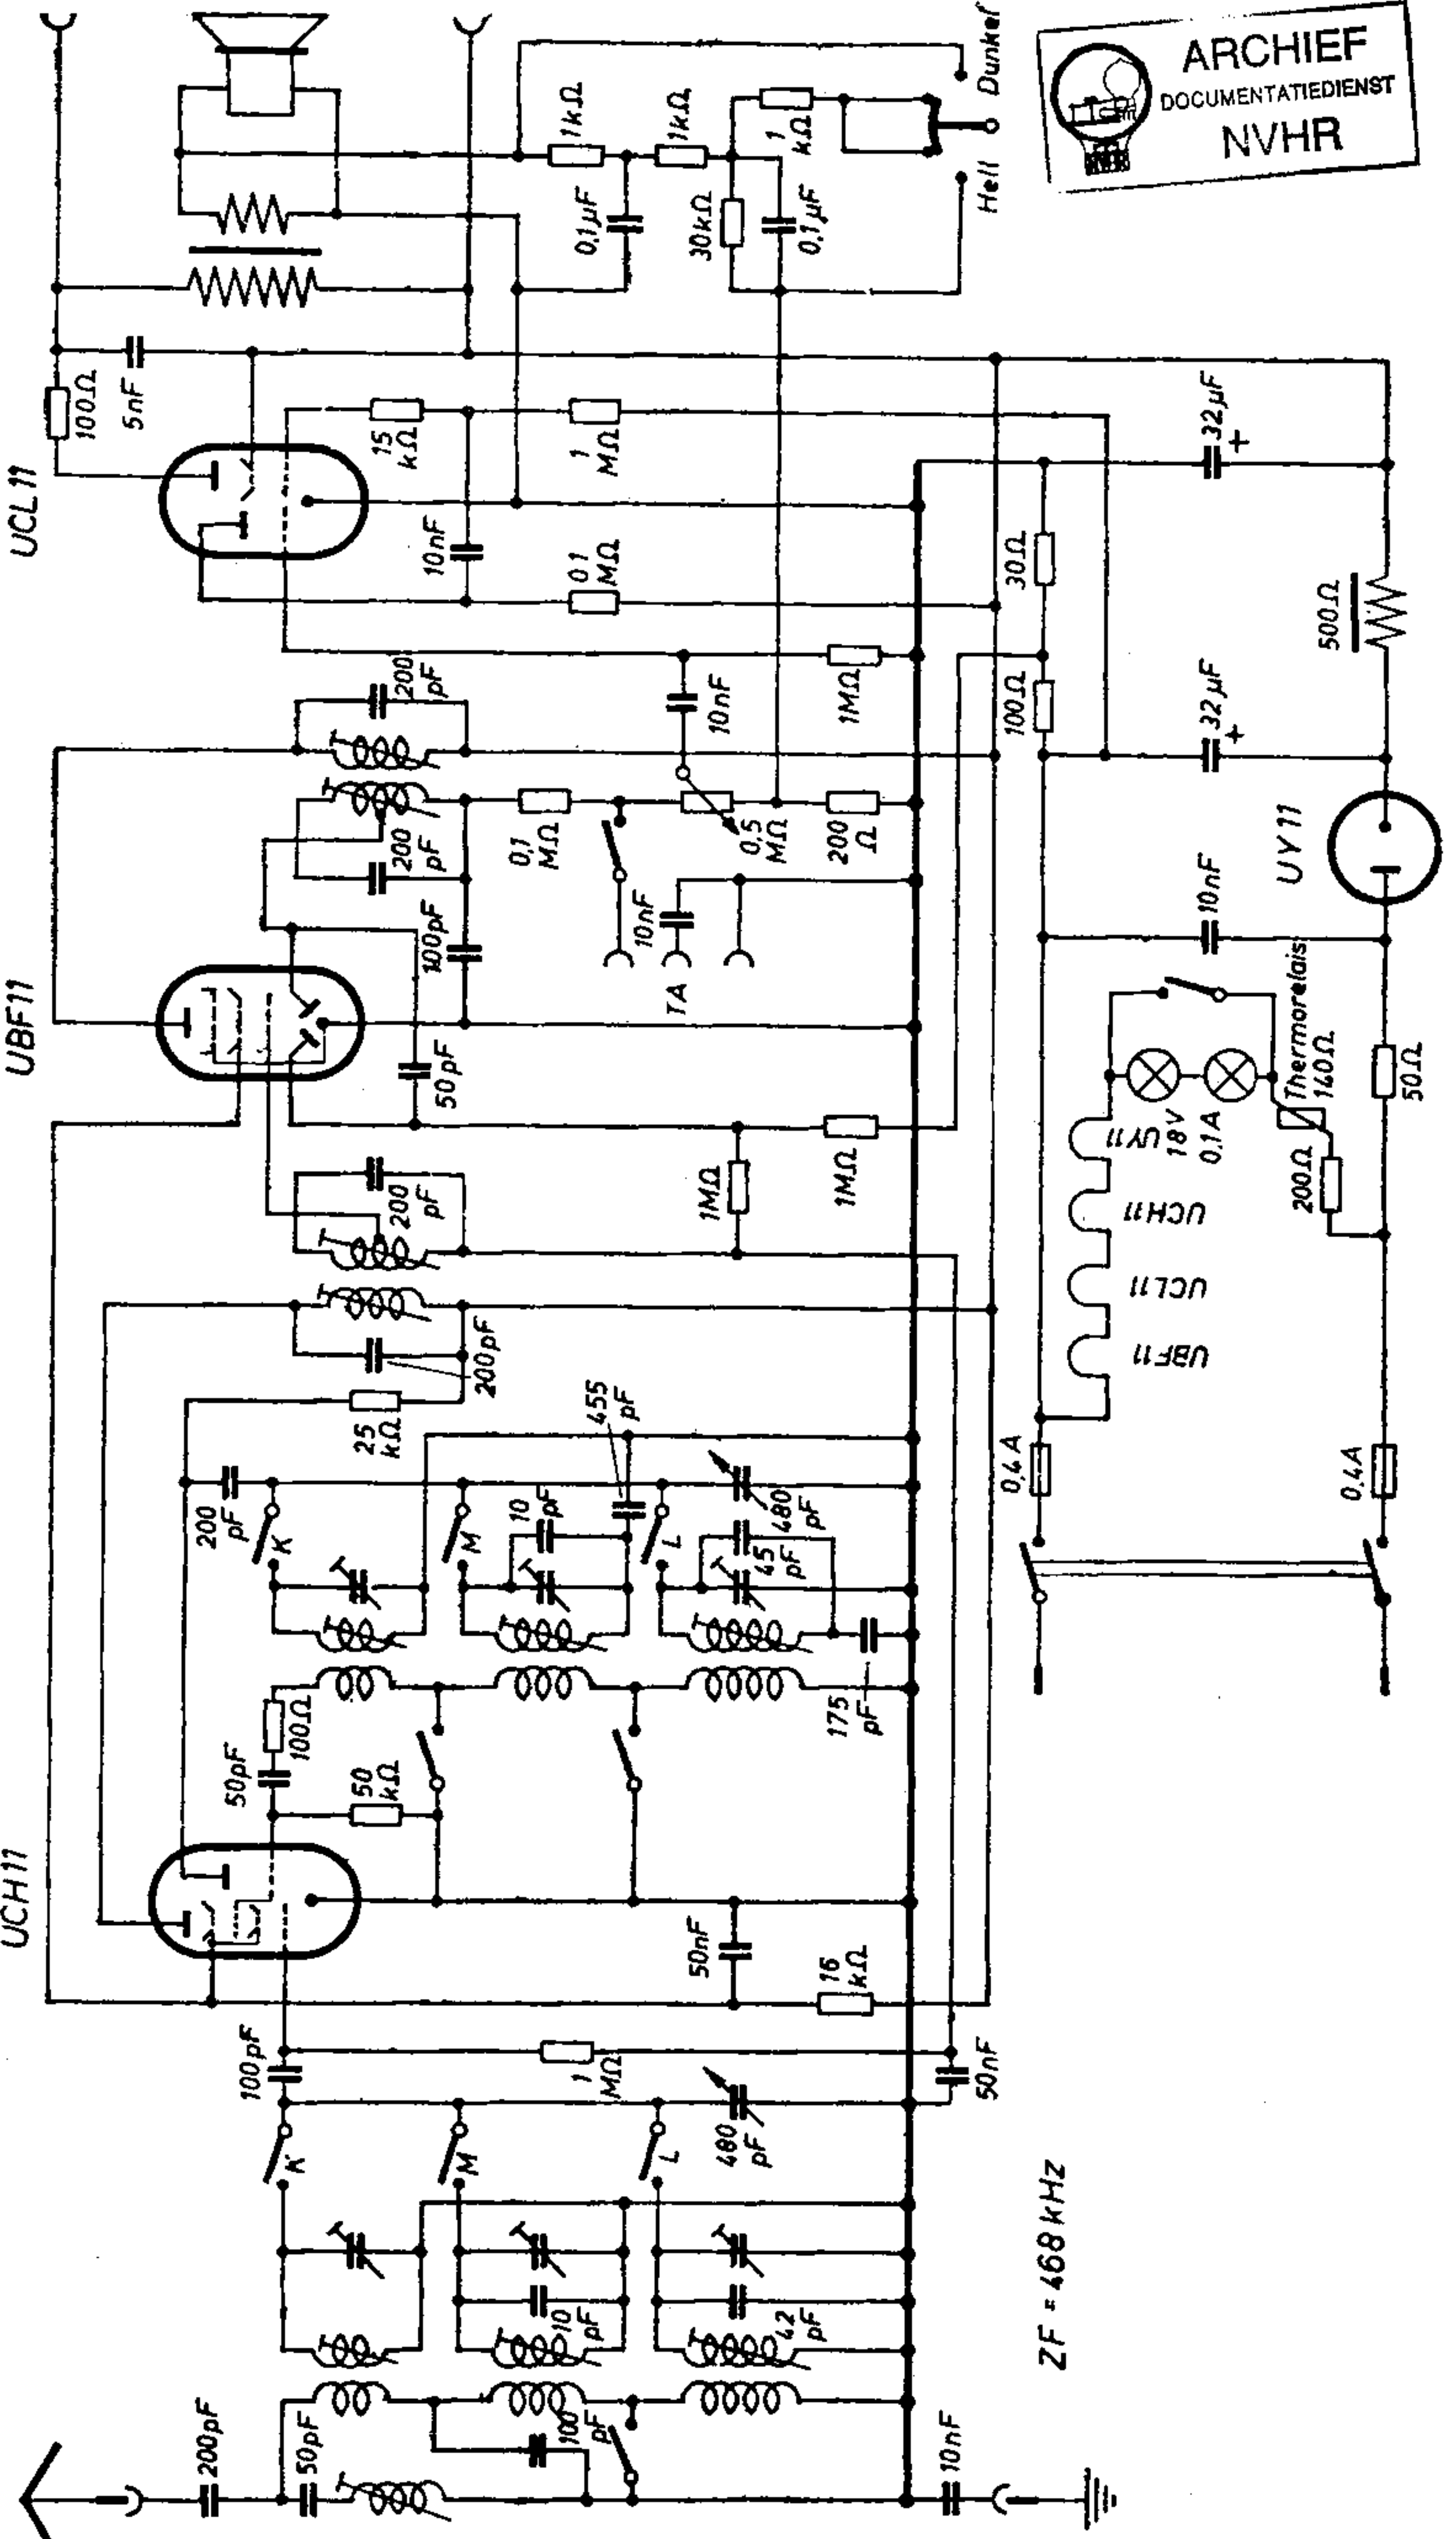 UCH11
UBF11
UCL11
200pF
50pF
100
pF
10nF
K
M
L
10
pF
42
pF
480
pF
100pF
1
MΩ
50nF
50nF
16
kΩ
50pF
100Ω
50
kΩ
175
pF
200
pF
K
M
L
10
pF
45
pF
480
pF
455
pF
25
kΩ
200pF
200
pF
1MΩ
1MΩ
50pF
100pF
200
pF
200
pF
0,1
MΩ
0,5
MΩ
200
Ω
10nF
TA
10nF
1MΩ
10nF
0 1
MΩ
15
kΩ
1
MΩ
100Ω
5nF
1kΩ
1kΩ
1
kΩ
0,1µF
30kΩ
0,1µF
Hell
Dunkel
ZF = 468 kHz
0,4A
0,4A
UBF11
UCL11
UCH11
UY11
18V
0,1A
Thermorelais
140Ω
200Ω
50Ω
10nF
UY11
100Ω
30Ω
32µF
+
500Ω
32µF
+
ARCHIEF
DOCUMENTATIEDIENST
NVHR